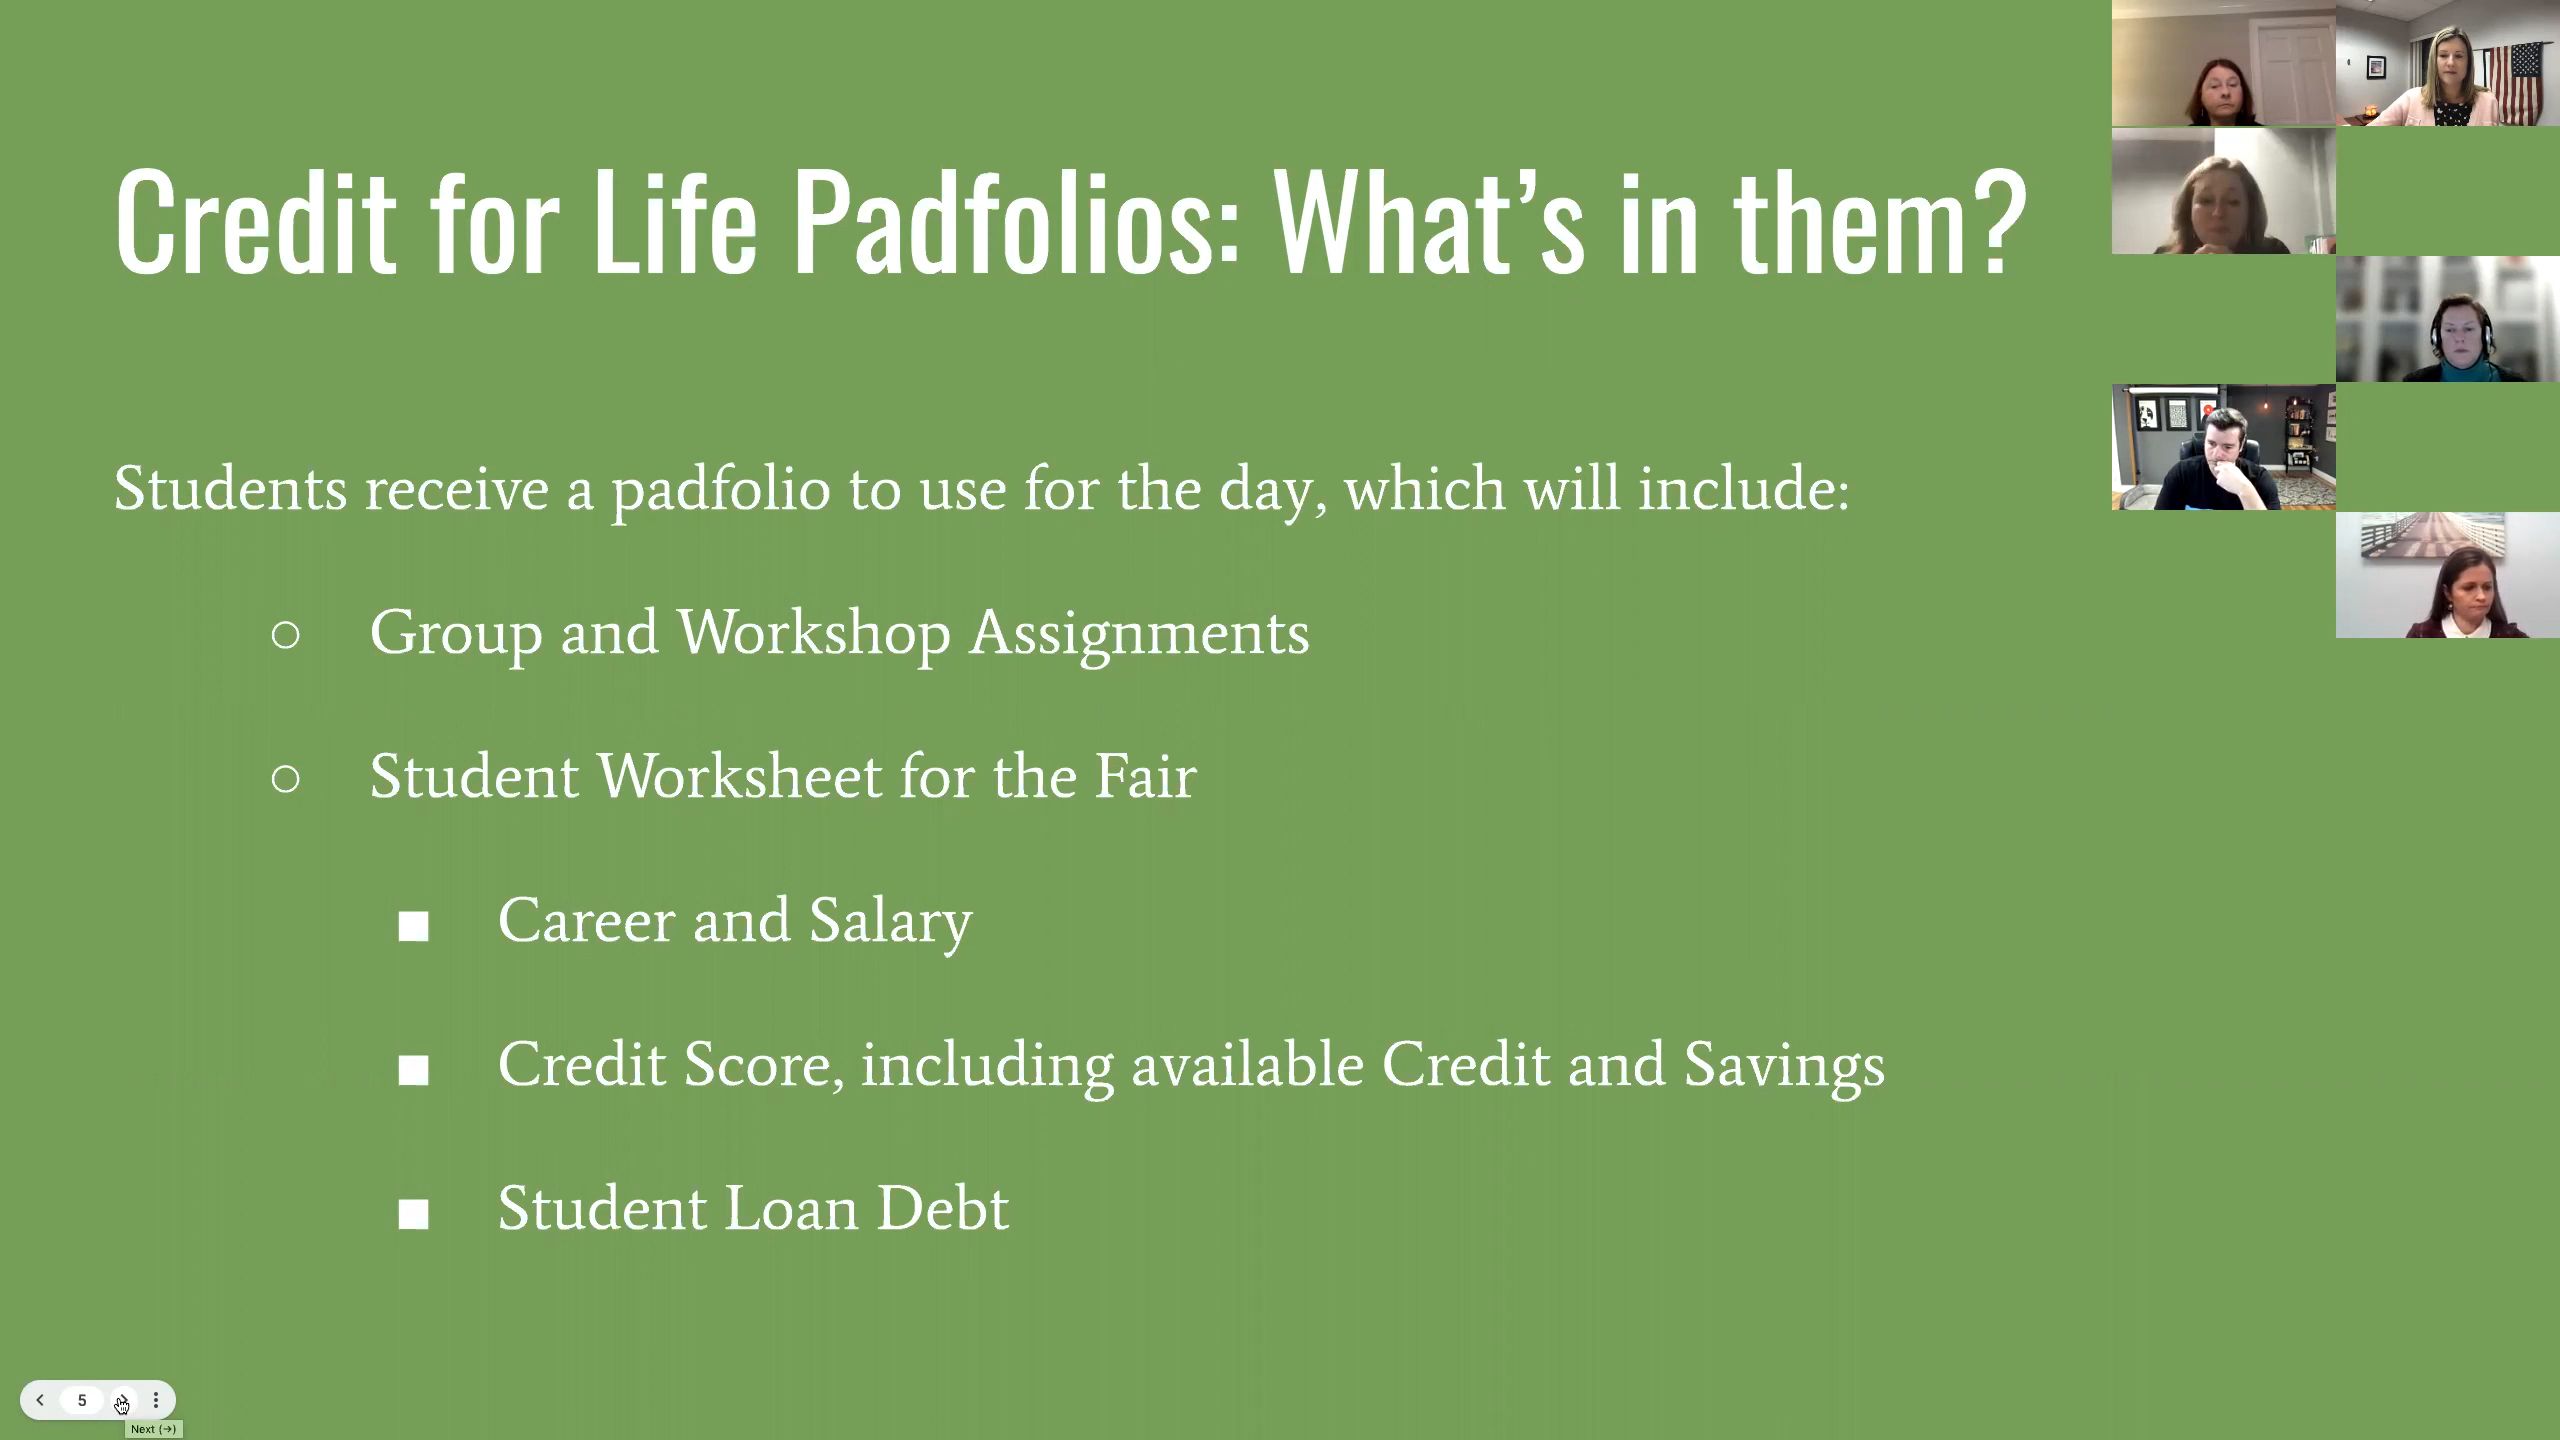 Credit for Life Padfolios: What’s in them?
Students receive a padfolio to use for the day, which will include:
Group and Workshop Assignments
Student Worksheet for the Fair
Career and Salary
Credit Score, including available Credit and Savings
Student Loan Debt
5
Next (→)